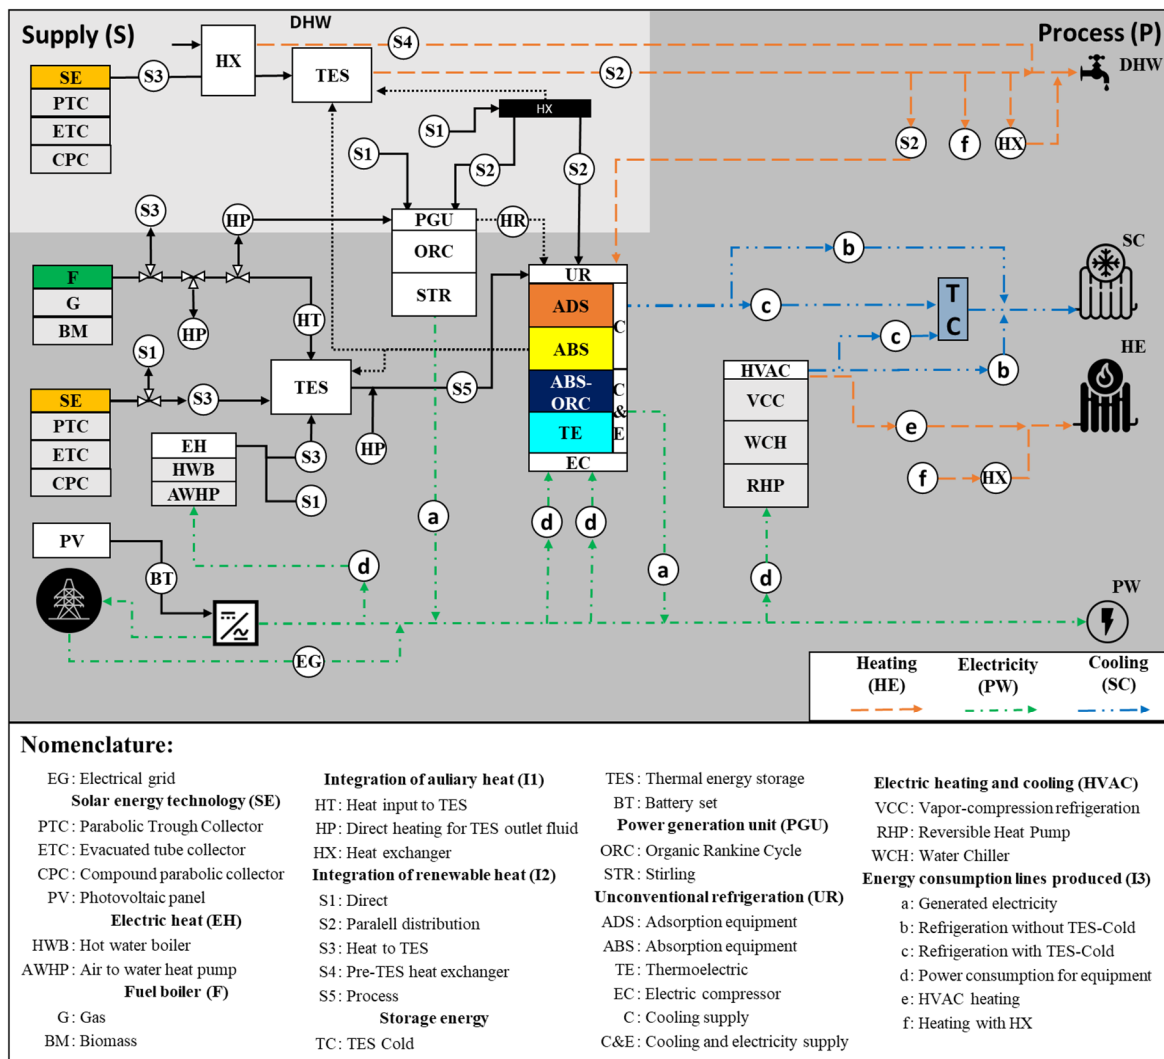 Supply (S)
DHW
Process (P)
HX
S4
SE
S3
TES
S2
DHW
PTC
ETC
CPC
HX
S1
S1
S2
S2
S2
f
HX
S3
HP
PGU
HR
ORC
STR
b
SC
F
G
BM
HP
HT
UR
ADS
C
c
T
C
ABS
c
S1
HE
TES
S5
HVAC
b
SE
S3
ABS-
ORC
C
&
E
VCC
PTC
ETC
CPC
EH
HWB
AWHP
S3
HP
TE
WCH
e
EC
RHP
f
HX
S1
a
d
d
PV
BT
d
a
d
PW
EG
Heating
(HE)
Electricity
(PW)
Cooling
(SC)
Nomenclature:
EG : Electrical grid
Solar energy technology (SE)
PTC : Parabolic Trough Collector
ETC : Evacuated tube collector
CPC : Compound parabolic collector
PV : Photovoltaic panel
Electric heat (EH)
HWB : Hot water boiler
AWHP : Air to water heat pump
Fuel boiler (F)
G : Gas
BM : Biomass
Integration of auliary heat (I1)
HT : Heat input to TES
HP : Direct heating for TES outlet fluid
HX : Heat exchanger
Integration of renewable heat (I2)
S1 : Direct
S2 : Paralell distribution
S3 : Heat to TES
S4 : Pre-TES heat exchanger
S5 : Process
Storage energy
TC : TES Cold
TES : Thermal energy storage
BT : Battery set
Power generation unit (PGU)
ORC : Organic Rankine Cycle
STR : Stirling
Unconventional refrigeration (UR)
ADS : Adsorption equipment
ABS : Absorption equipment
TE : Thermoelectric
EC : Electric compressor
C : Cooling supply
C&E : Cooling and electricity supply
Electric heating and cooling (HVAC)
VCC : Vapor-compression refrigeration
RHP : Reversible Heat Pump
WCH : Water Chiller
Energy consumption lines produced (I3)
a : Generated electricity
b : Refrigeration without TES-Cold
c : Refrigeration with TES-Cold
d : Power consumption for equipment
e : HVAC heating
f : Heating with HX